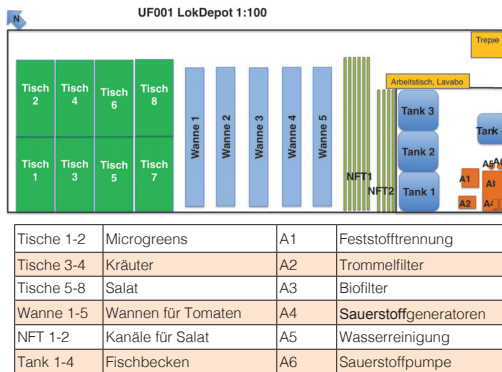 N
UF001 LokDepot 1:100
Trepie
Arbeitstisch, Lavabo
Tisch 2
Tisch 4
Tisch 6
Tisch 8
Tisch 1
Tisch 3
Tisch 5
Tisch 7
Wanne 1
Wanne 2
Wanne 3
Wanne 4
Wanne 5
NFT1
NFT2
Tank 3
Tank 2
Tank 1
Tank
A1
A2
A3
Tische 1-2 Microgreens A1 Feststofftrennung
Tische 3-4 Kräuter A2 Trommelfilter
Tische 5-8 Salat A3 Biofilter
Wanne 1-5 Wannen für Tomaten A4 Sauerstoffgeneratoren
NFT 1-2 Kanäle für Salat A5 Wasserreinigung
Tank 1-4 Fischbecken A6 Sauerstoffpumpe